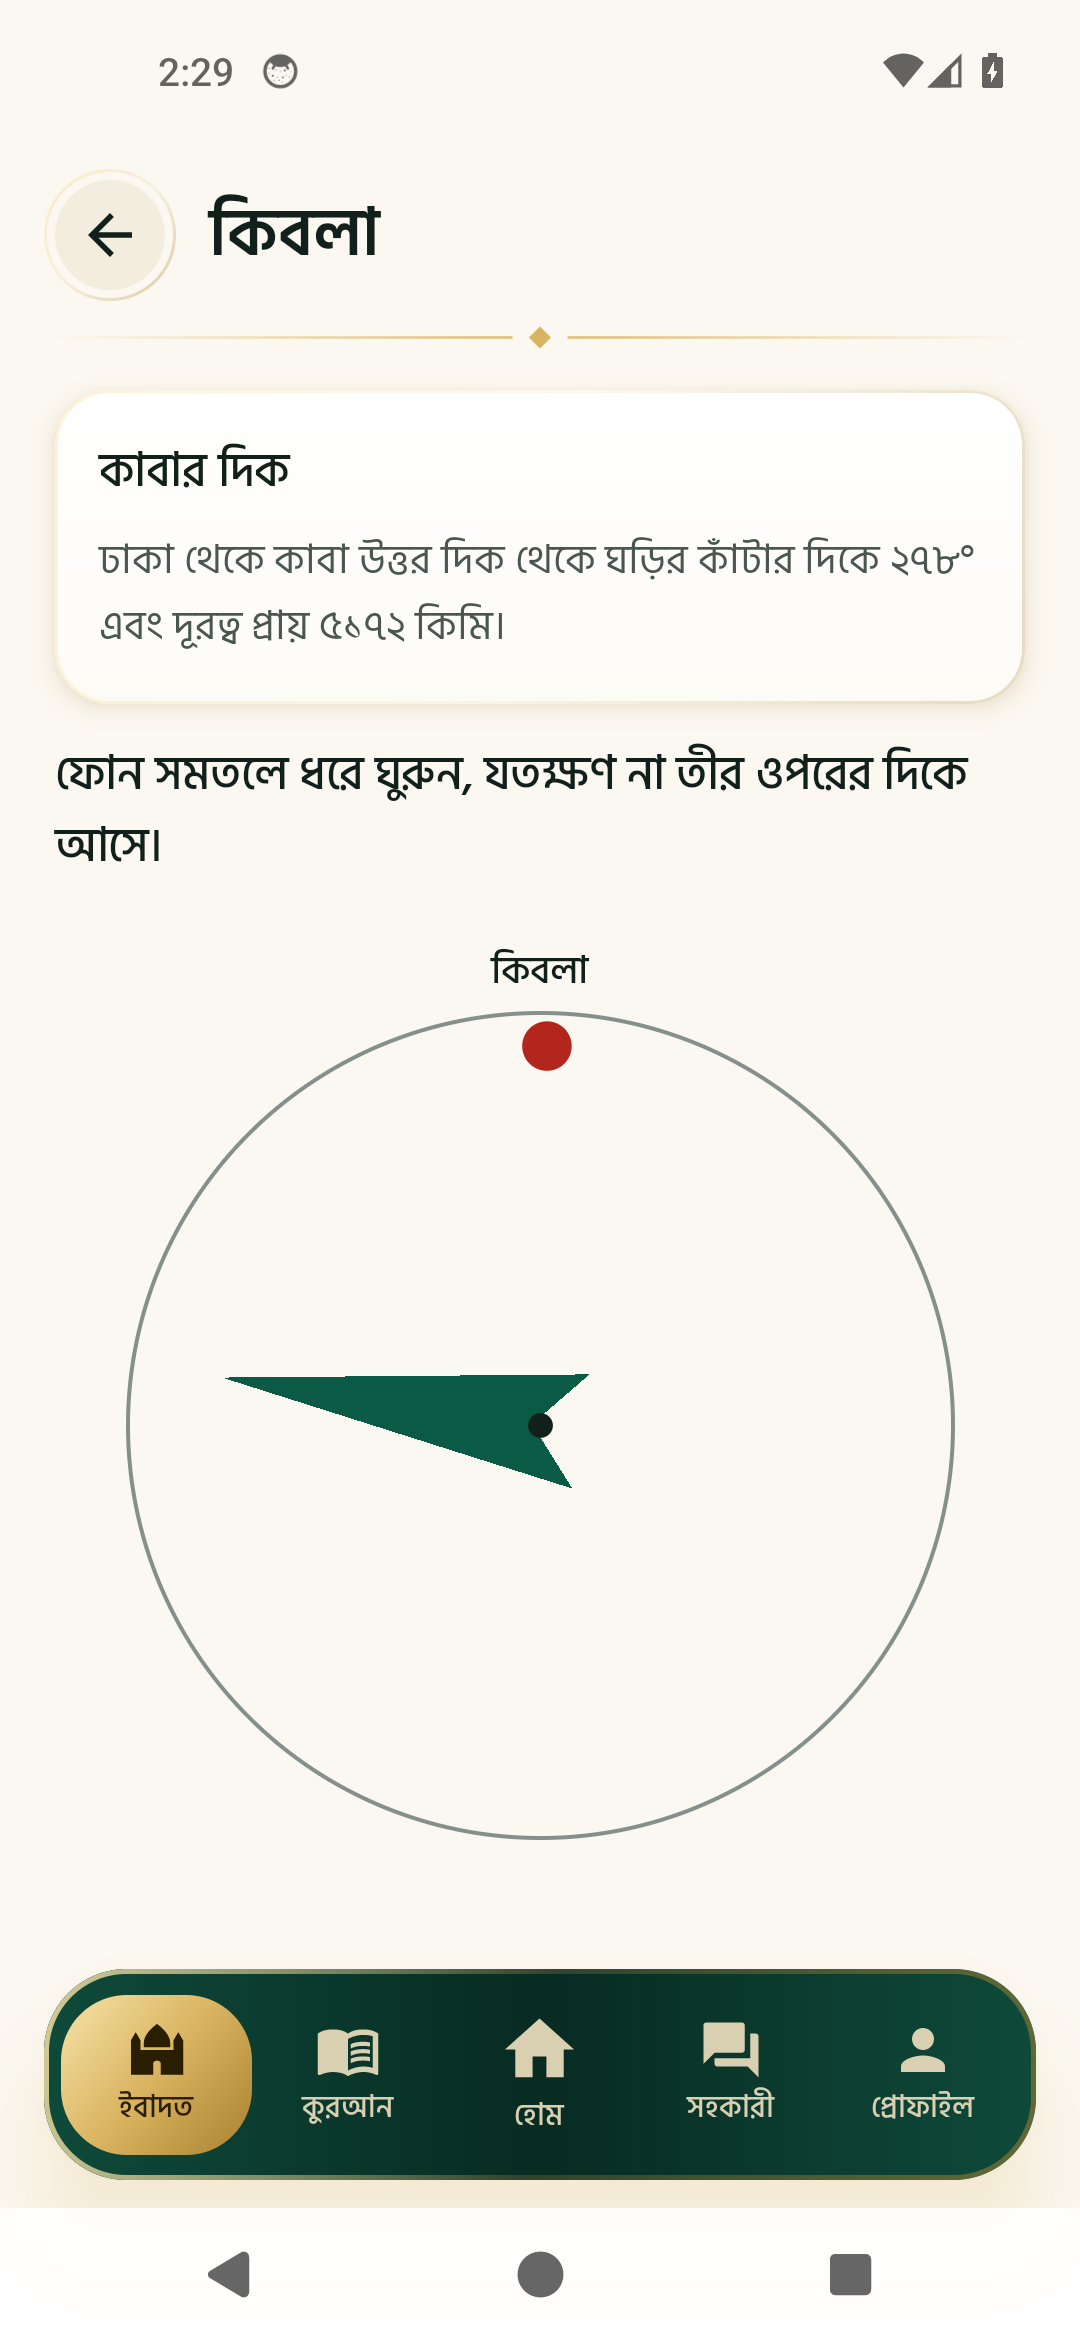 2:29
কিবলা
কাবার দিক
ঢাকা থেকে কাবা উত্তর দিক থেকে ঘড়ির কাঁটার দিকে ২৭৮°
এবং দূরত্ব প্রায় ৫১৭২ কিমি।
ফোন সমতলে ধরে ঘুরুন, যতক্ষণ না তীর ওপরের দিকে
আসে।
কিবলা
ইবাদত
কুরআন
হোম
সহকারী
প্রোফাইল